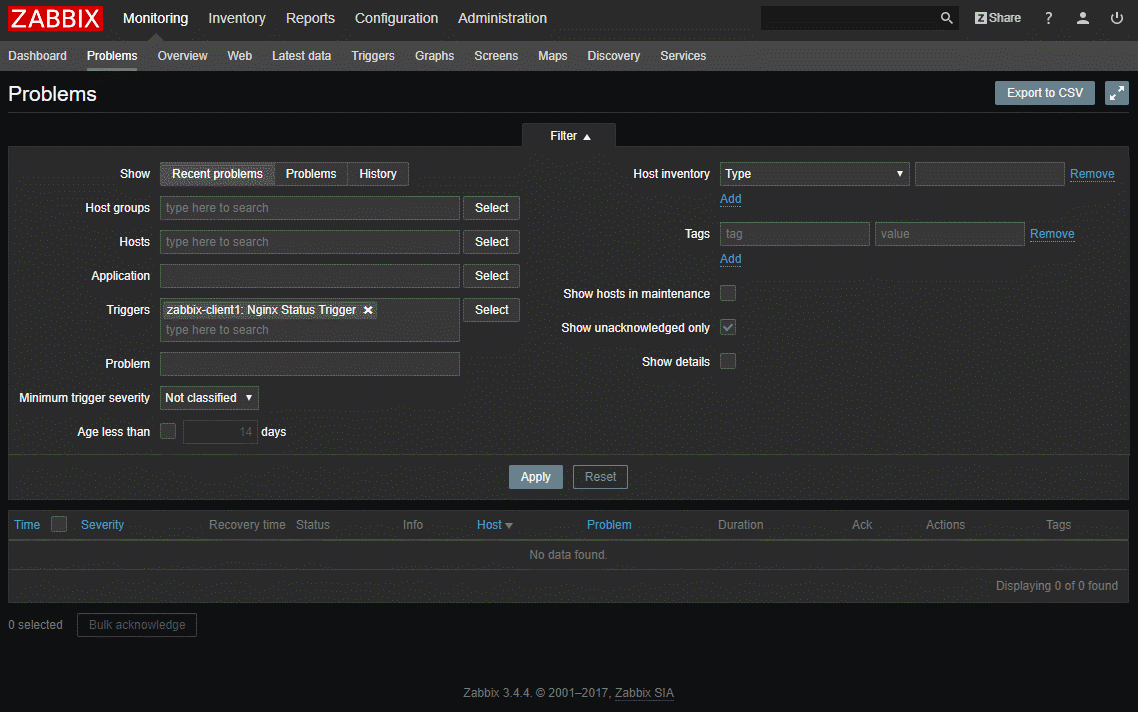 ZABBIX Monitoring Inventory Reports Configuration Administration Z Share ?
Dashboard Problems Overview Web Latest data Triggers Graphs Screens Maps Discovery Services
Problems Export to CSV
Filter ▲
Show Recent problems Problems History
Host groups type here to search Select
Hosts type here to search Select
Application Select
Triggers zabbix-client1: Nginx Status Trigger × Select
type here to search
Problem
Minimum trigger severity Not classified ▼
Age less than 14 days
Host inventory Type ▼ Remove
Add
Tags tag value Remove
Add
Show hosts in maintenance
Show unacknowledged only
Show details
Apply Reset
Time Severity Recovery time Status Info Host ▼ Problem Duration Ack Actions Tags
No data found.
Displaying 0 of 0 found
0 selected Bulk acknowledge
Zabbix 3.4.4. © 2001–2017, Zabbix SIA